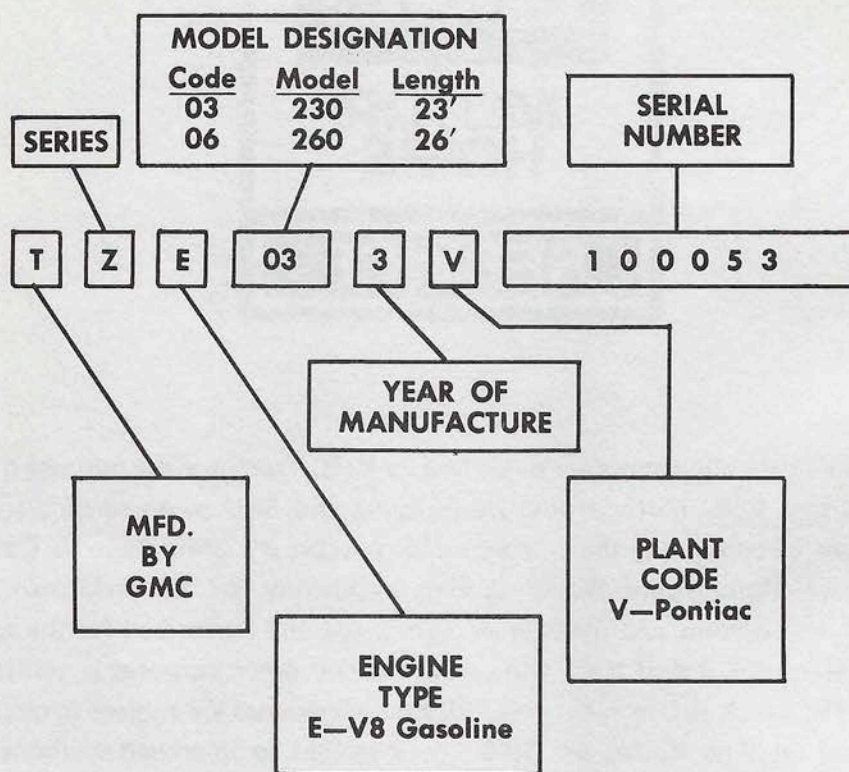 MODEL DESIGNATION
Code Model Length
03 230 23′
06 260 26′
SERIES
SERIAL
NUMBER
T Z E 03 3 V 1 0 0 0 5 3
YEAR OF
MANUFACTURE
MFD.
BY
GMC
PLANT
CODE
V—Pontiac
ENGINE
TYPE
E—V8 Gasoline